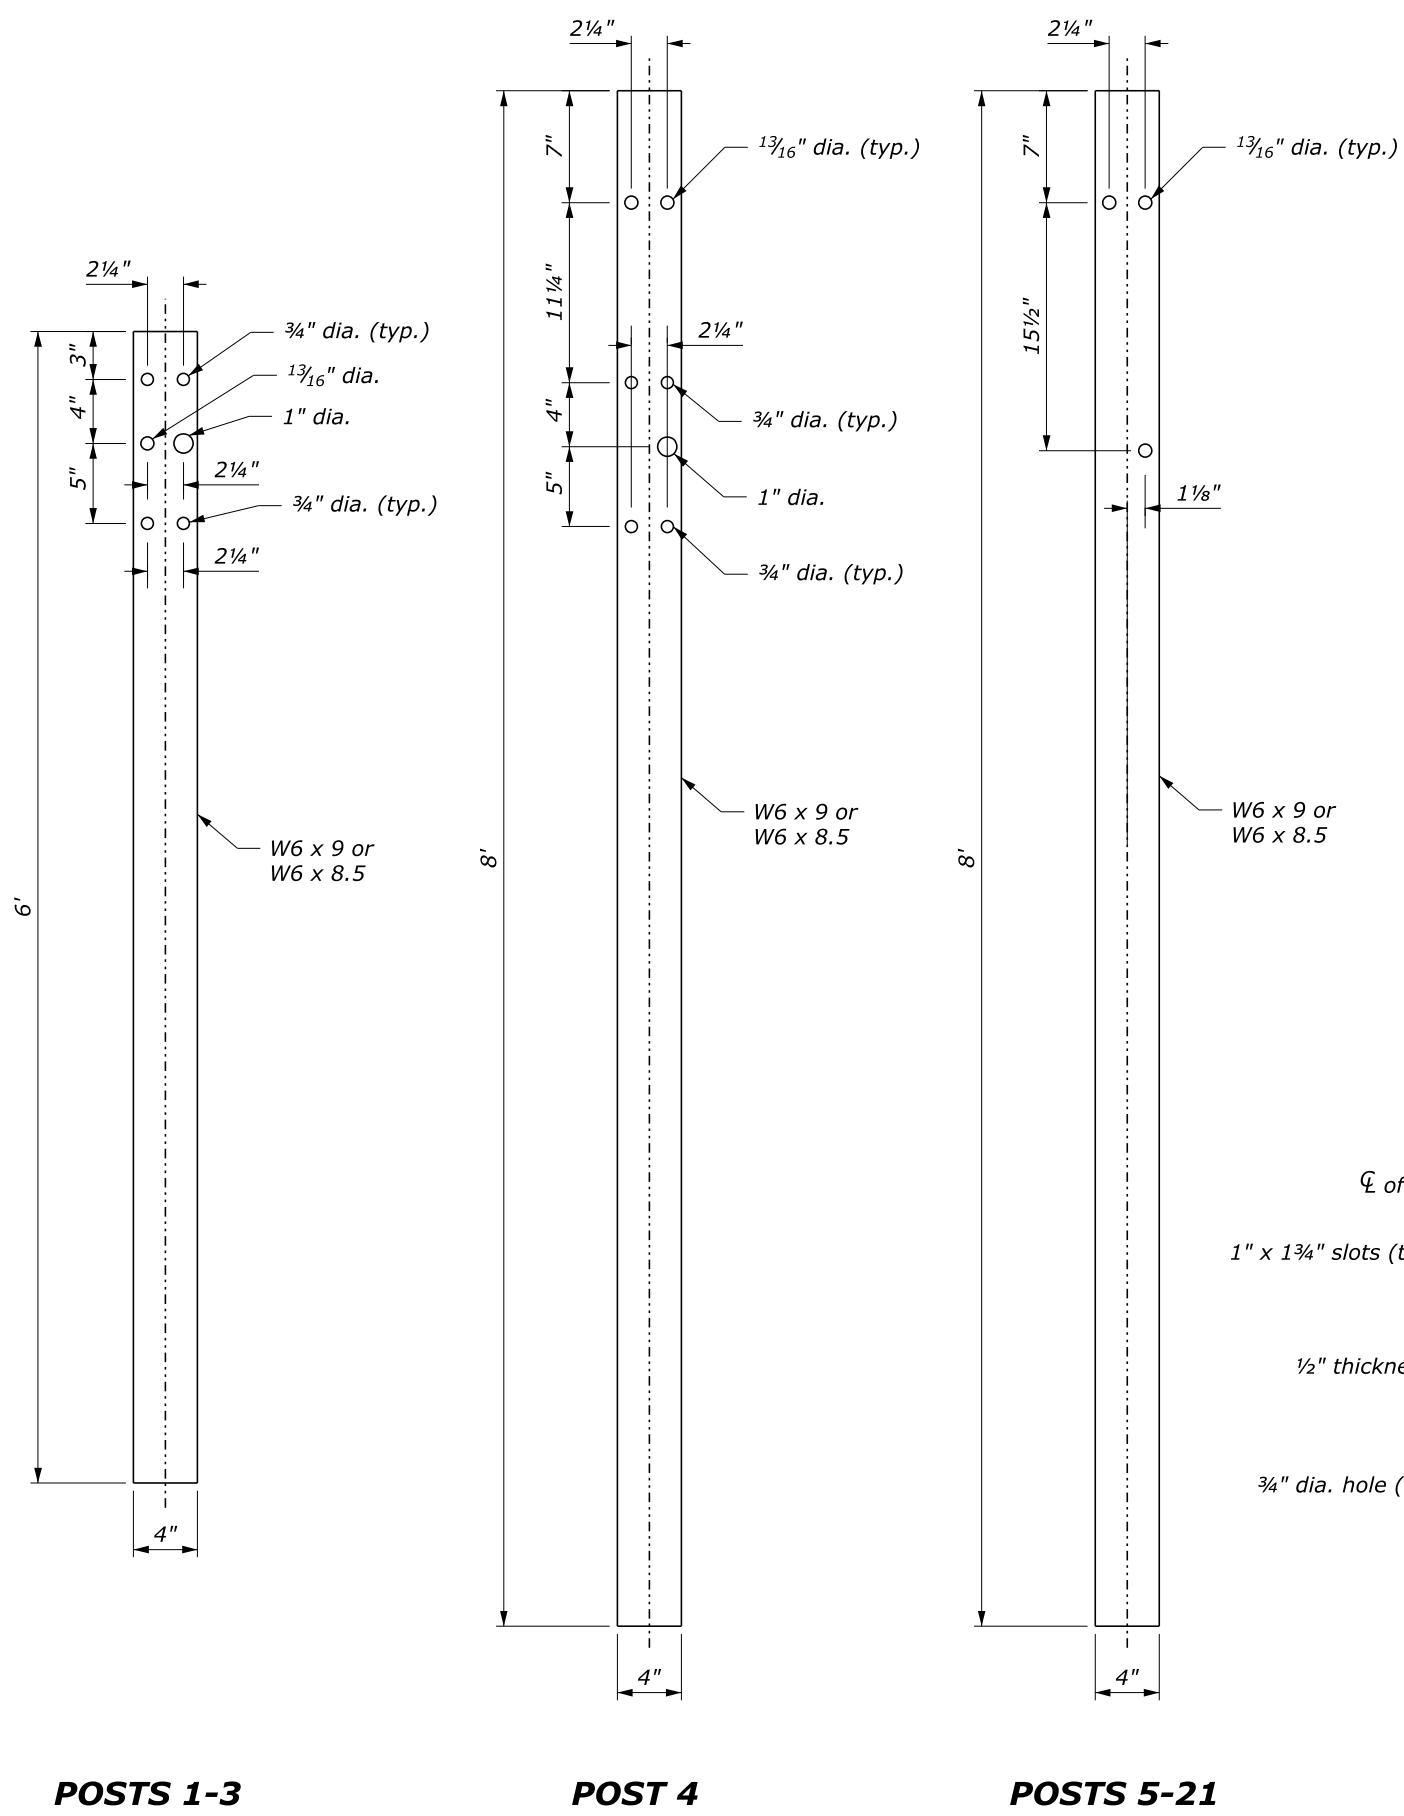 2¼"
3"
4"
5"
¾" dia. (typ.)
13/16" dia.
1" dia.
2¼"
¾" dia. (typ.)
2¼"
W6 x 9 or
W6 x 8.5
6'
4"
POSTS 1-3
2¼"
7"
13/16" dia. (typ.)
11¼"
2¼"
4"
¾" dia. (typ.)
5"
1" dia.
¾" dia. (typ.)
W6 x 9 or
W6 x 8.5
8'
4"
POST 4
2¼"
7"
13/16" dia. (typ.)
15½"
1⅛"
W6 x 9 or
W6 x 8.5
8'
4"
POSTS 5-21
℄ of
1" x 1¾" slots (t
½" thickne
¾" dia. hole (